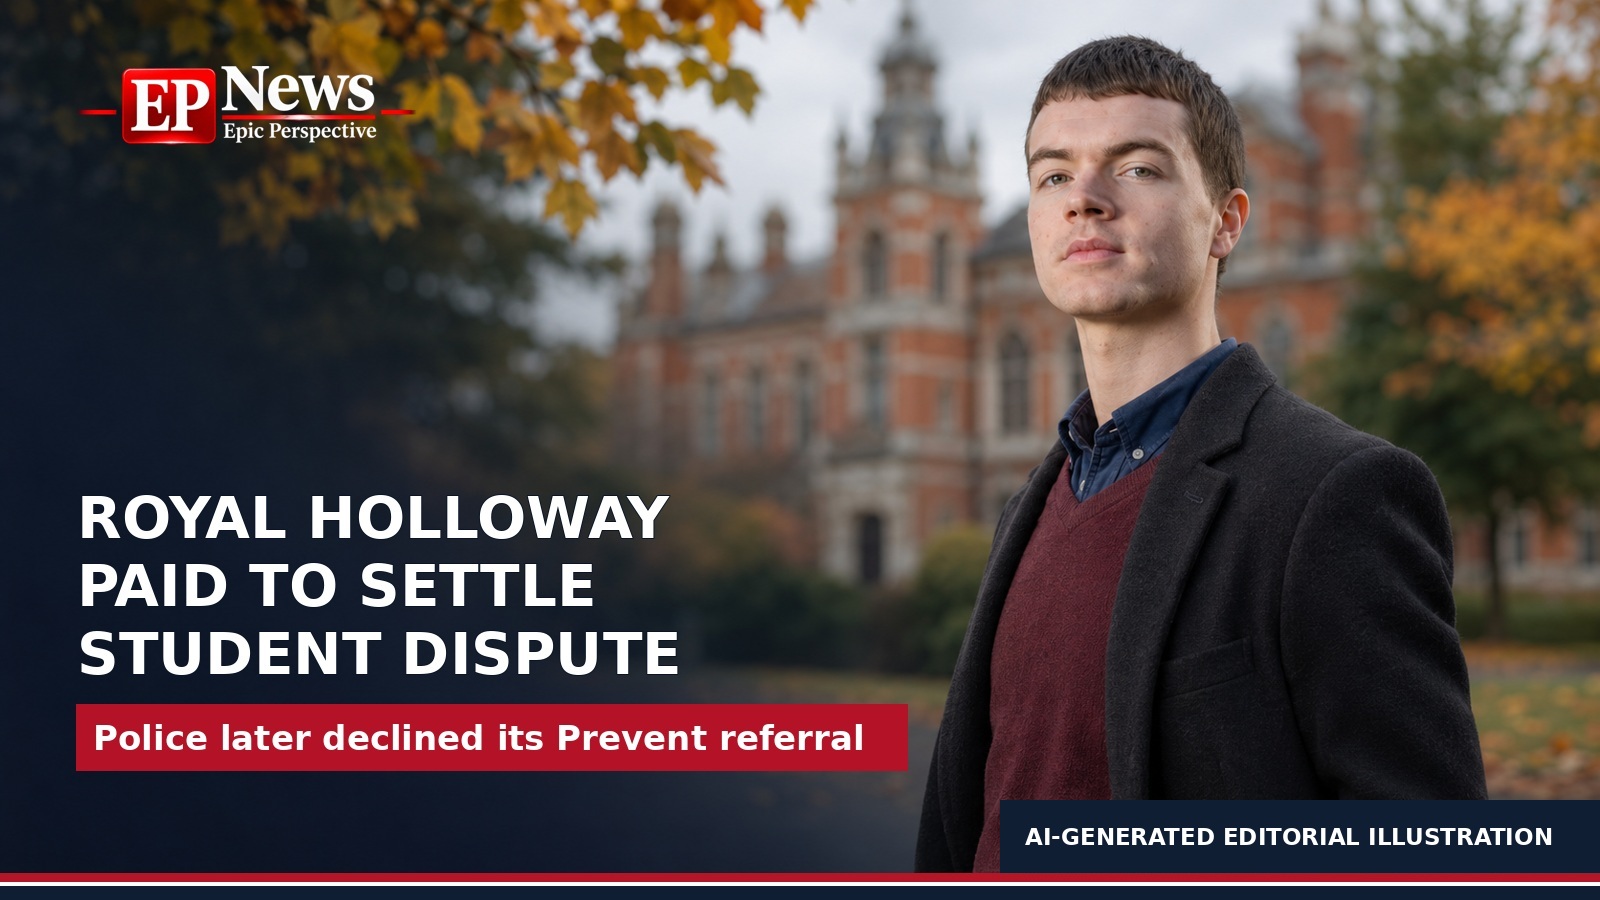 EP News
Epic Perspective
ROYAL HOLLOWAY
PAID TO SETTLE
STUDENT DISPUTE
Police later declined its Prevent referral
AI-GENERATED EDITORIAL ILLUSTRATION